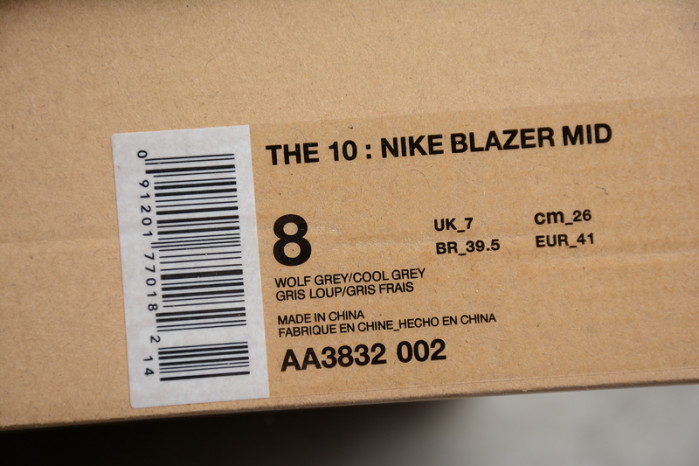 THE 10 : NIKE BLAZER MID
8
UK_7 cm_26
BR_39.5 EUR_41
WOLF GREY/COOL GREY
GRIS LOUP/GRIS FRAIS
MADE IN CHINA
FABRIQUE EN CHINE_HECHO EN CHINA
AA3832 002
0 91201 77018 2 14